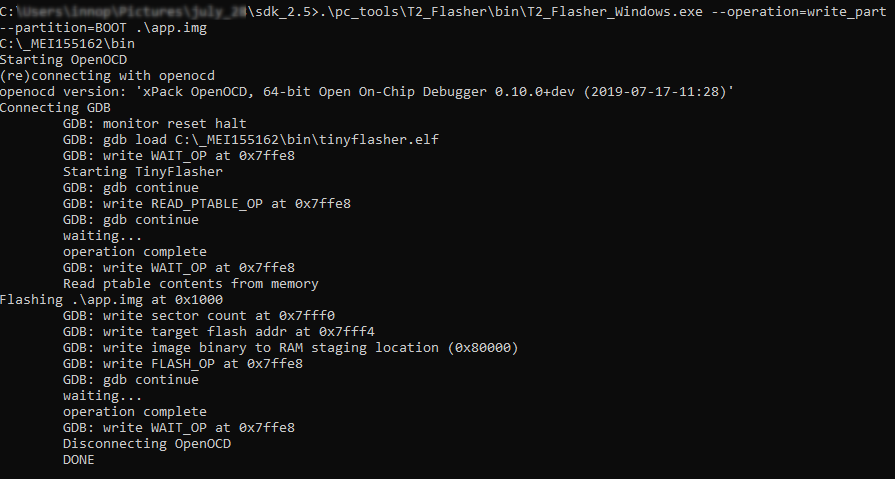 C:\Users\innop\Pictures\july_28\sdk_2.5>.\pc_tools\T2_Flasher\bin\T2_Flasher_Windows.exe --operation=write_part
--partition=BOOT .\app.img
C:\_MEI155162\bin
Starting OpenOCD
(re)connecting with openocd
openocd version: 'xPack OpenOCD, 64-bit Open On-Chip Debugger 0.10.0+dev (2019-07-17-11:28)'
Connecting GDB
GDB: monitor reset halt
GDB: gdb load C:\_MEI155162\bin\tinyflasher.elf
GDB: write WAIT_OP at 0x7ffe8
Starting TinyFlasher
GDB: gdb continue
GDB: write READ_PTABLE_OP at 0x7ffe8
GDB: gdb continue
waiting...
operation complete
GDB: write WAIT_OP at 0x7ffe8
Read ptable contents from memory
Flashing .\app.img at 0x1000
GDB: write sector count at 0x7fff0
GDB: write target flash addr at 0x7fff4
GDB: write image binary to RAM staging location (0x80000)
GDB: write FLASH_OP at 0x7ffe8
GDB: gdb continue
waiting...
operation complete
GDB: write WAIT_OP at 0x7ffe8
Disconnecting OpenOCD
DONE